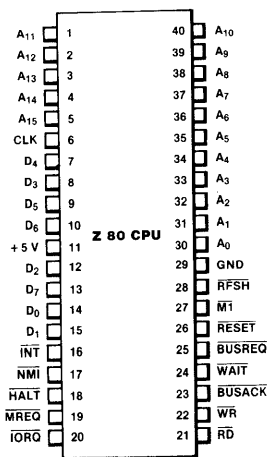 A11 1 40 A10
A12 2 39 A9
A13 3 38 A8
A14 4 37 A7
A15 5 36 A6
CLK 6 35 A5
D4 7 34 A4
D3 8 33 A3
D5 9 32 A2
D6 10 31 A1
Z 80 CPU
+5 V 11 30 A0
D2 12 29 GND
D7 13 28 RFSH
D0 14 27 M1
D1 15 26 RESET
INT 16 25 BUSREQ
NMI 17 24 WAIT
HALT 18 23 BUSACK
MREQ 19 22 WR
IORQ 20 21 RD